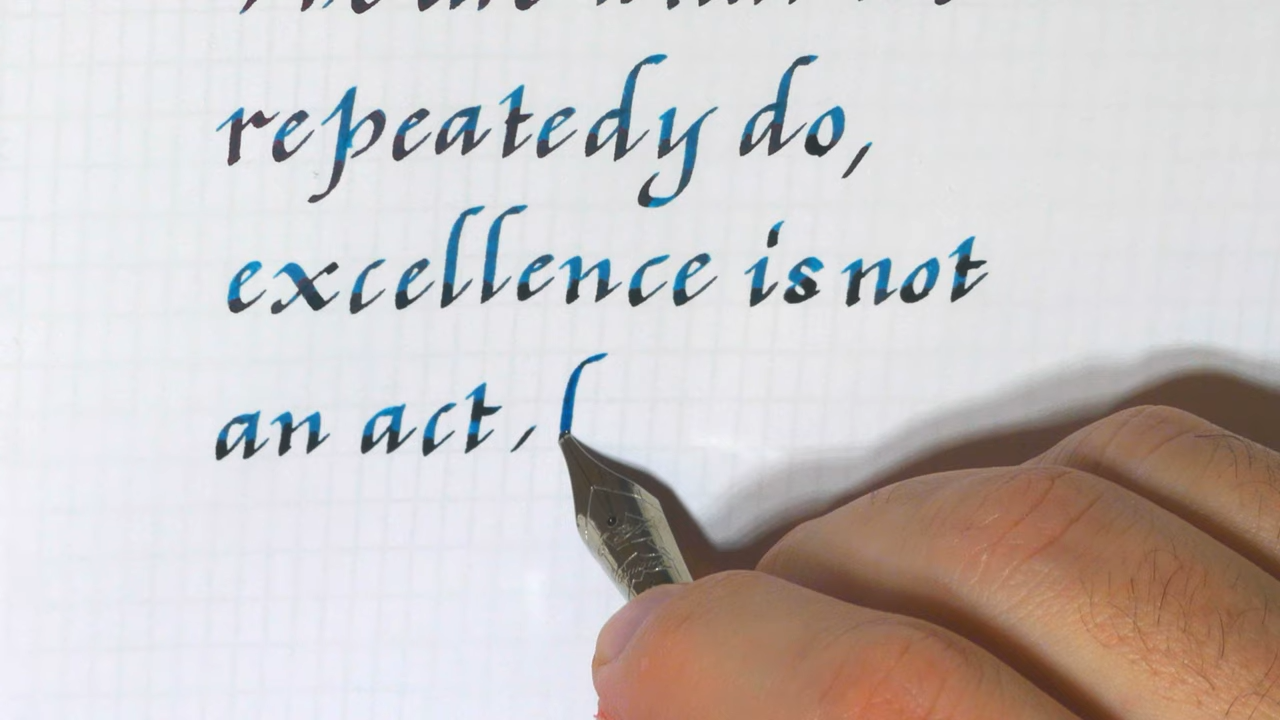 repeatedy do,
excellence is not
an act,